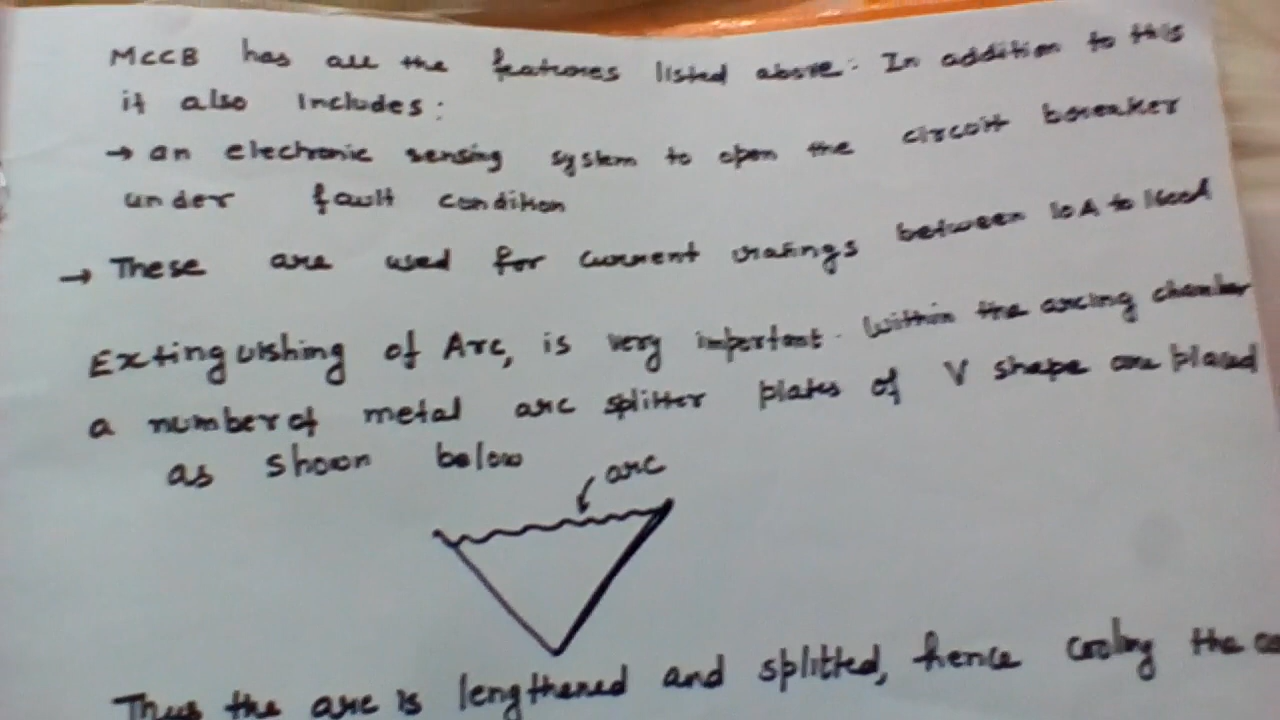 MCCB has all the features listed above. In addition to this
it also includes:
→ an electronic sensing system to open the circuit breaker
under fault condition
→ These are used for current ratings between 10A to 1600A
Extinguishing of Arc, is very important. Within the arcing chamber
a number of metal arc splitter plates of V shape are placed
as shown below
arc
Thus the arc is lengthened and splitted, hence cooling the